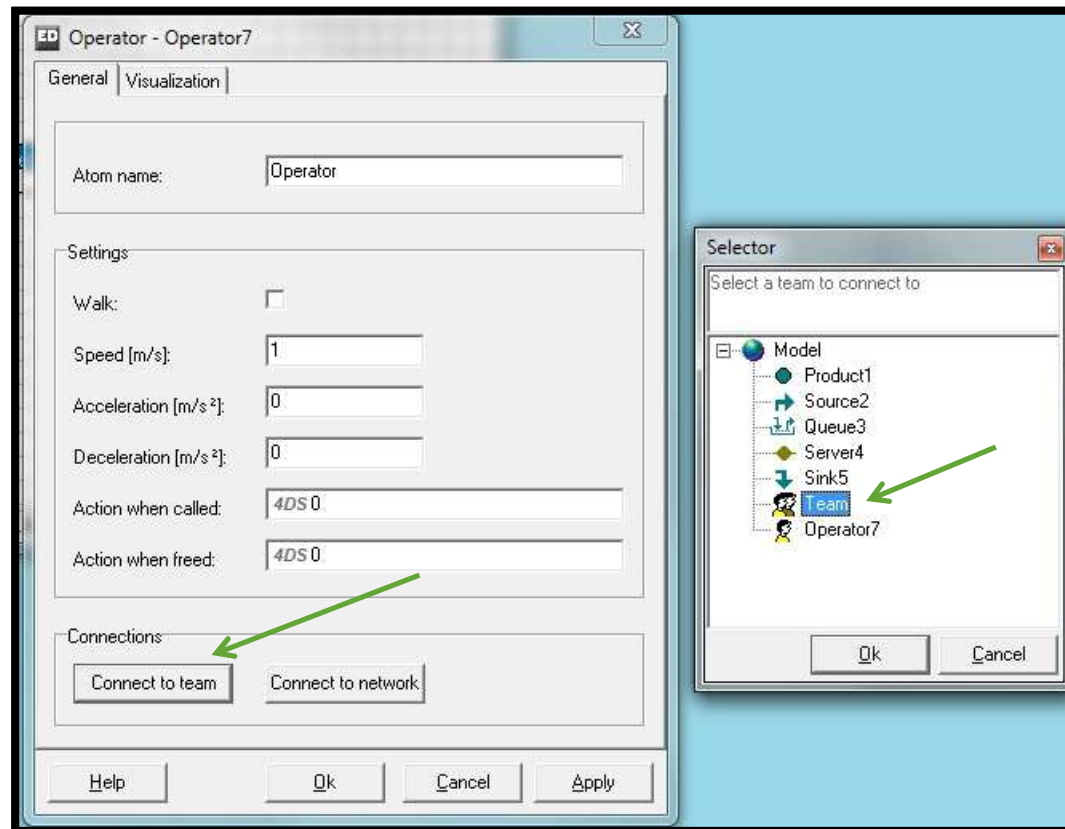 Operator - Operator7
General Visualization
Atom name: Operator
Settings
Walk:
Speed [m/s]: 1
Acceleration [m/s²]: 0
Deceleration [m/s²]: 0
Action when called: 4DS 0
Action when freed: 4DS 0
Connections
Connect to team Connect to network
Help Ok Cancel Apply
Selector
Select a team to connect to
Model
Product1
Source2
Queue3
Server4
Sink5
Team
Operator7
Ok Cancel